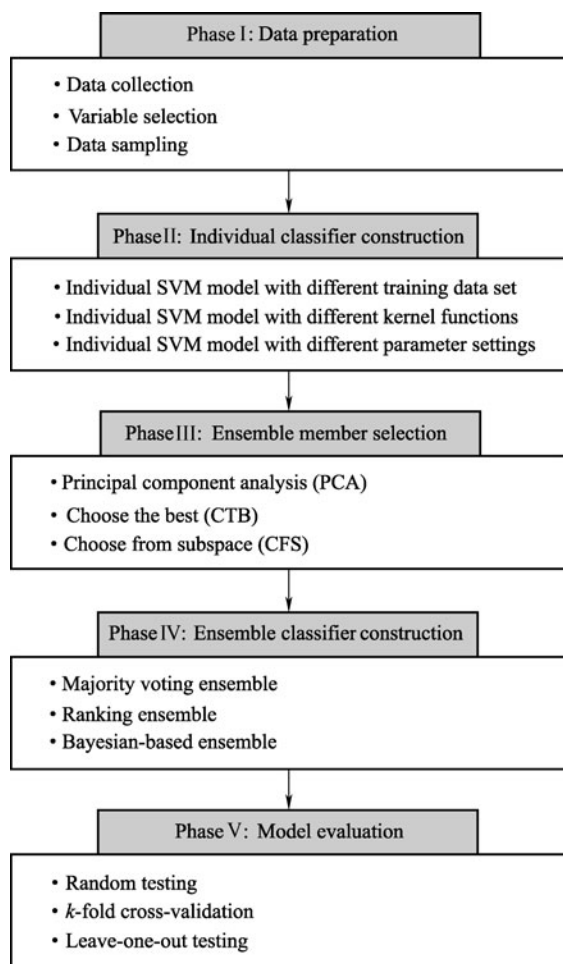 Phase Ⅰ: Data preparation
• Data collection
• Variable selection
• Data sampling
Phase Ⅱ: Individual classifier construction
• Individual SVM model with different training data set
• Individual SVM model with different kernel functions
• Individual SVM model with different parameter settings
Phase Ⅲ: Ensemble member selection
• Principal component analysis (PCA)
• Choose the best (CTB)
• Choose from subspace (CFS)
Phase Ⅳ: Ensemble classifier construction
• Majority voting ensemble
• Ranking ensemble
• Bayesian-based ensemble
Phase Ⅴ: Model evaluation
• Random testing
• k-fold cross-validation
• Leave-one-out testing